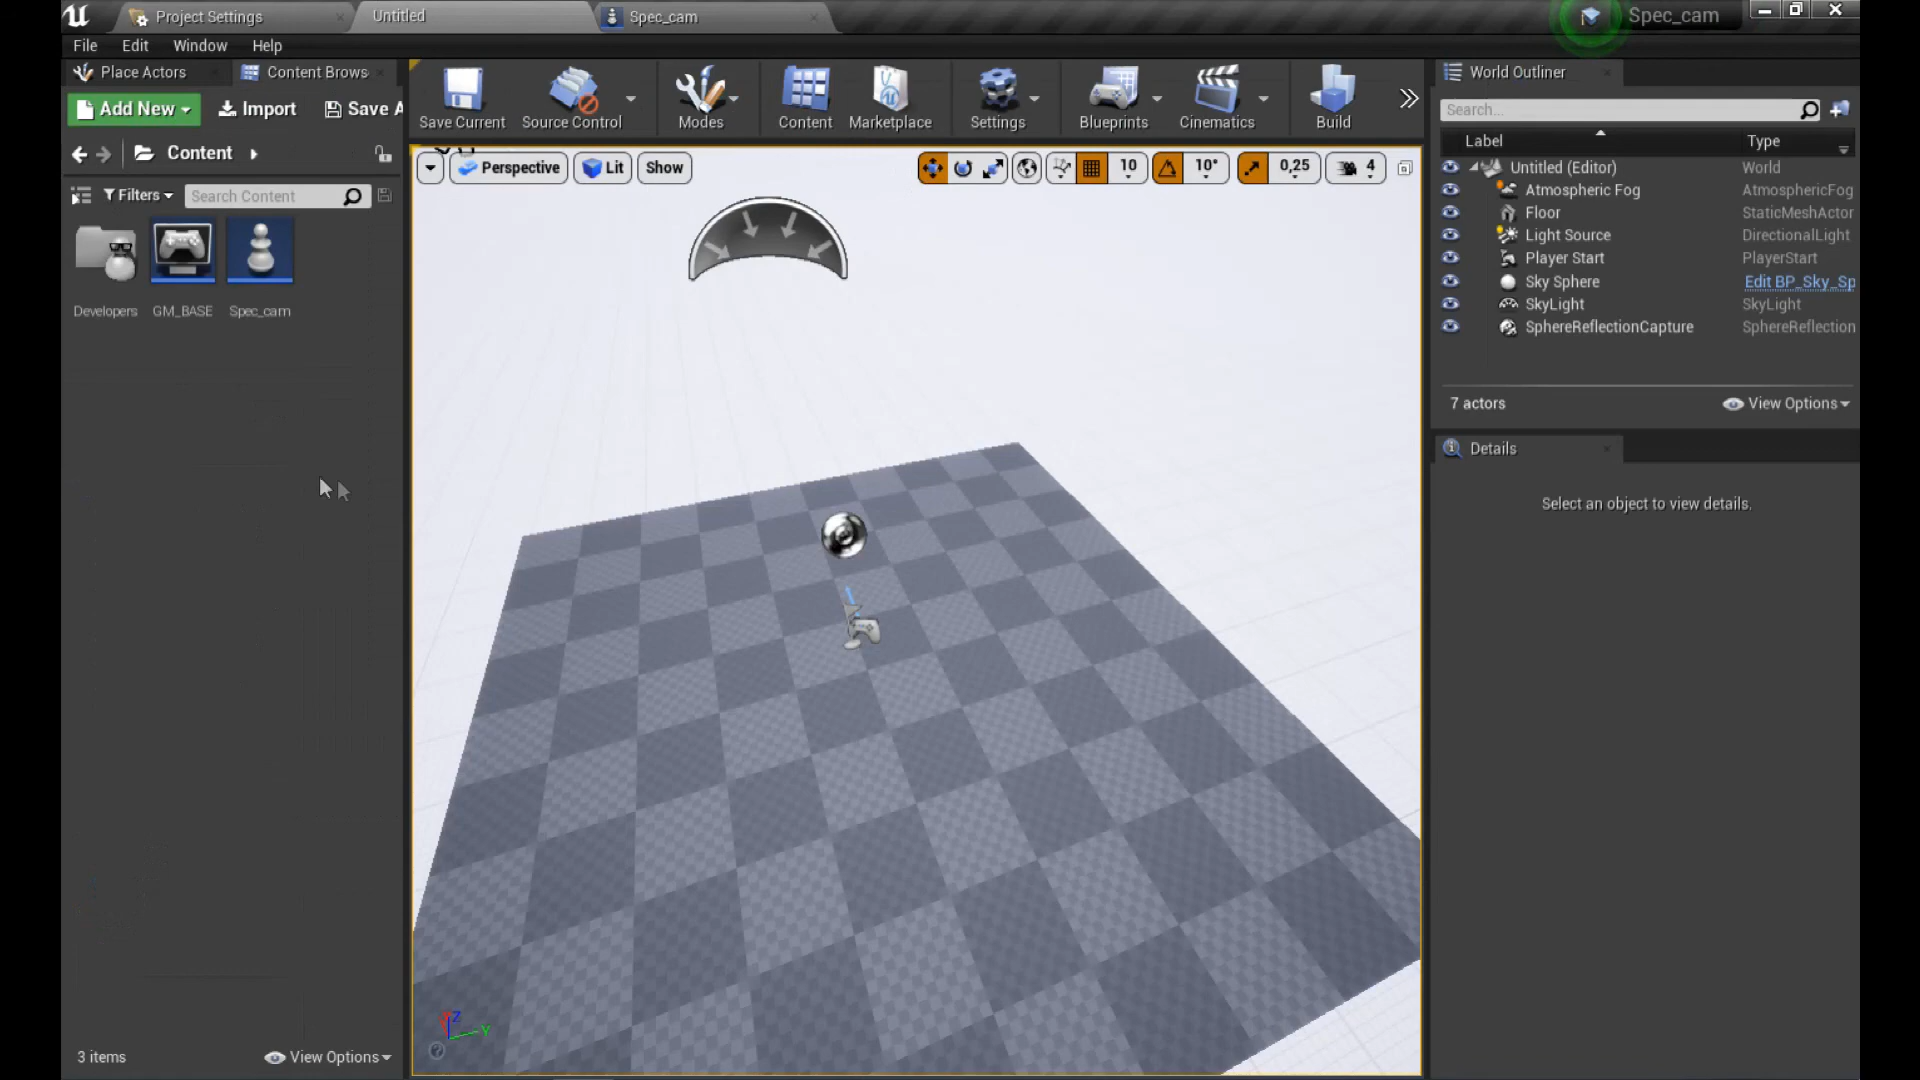 Project Settings
Untitled
Spec_cam
Spec_cam
File Edit Window Help
Place Actors
Content Brows
Add New
Import
Save A
Content
Filters
Search Content
Developers
GM_BASE
Spec_cam
3 items
View Options
Save Current
Source Control
Modes
Content
Marketplace
Settings
Blueprints
Cinematics
Build
Perspective
Lit
Show
10
10°
0,25
4
X
Z
Y
World Outliner
Search...
Label Type
Untitled (Editor) World
Atmospheric Fog AtmosphericFog
Floor StaticMeshActor
Light Source DirectionalLight
Player Start PlayerStart
Sky Sphere Edit BP_Sky_Sp
SkyLight SkyLight
SphereReflectionCapture SphereReflection
7 actors
View Options
Details
Select an object to view details.